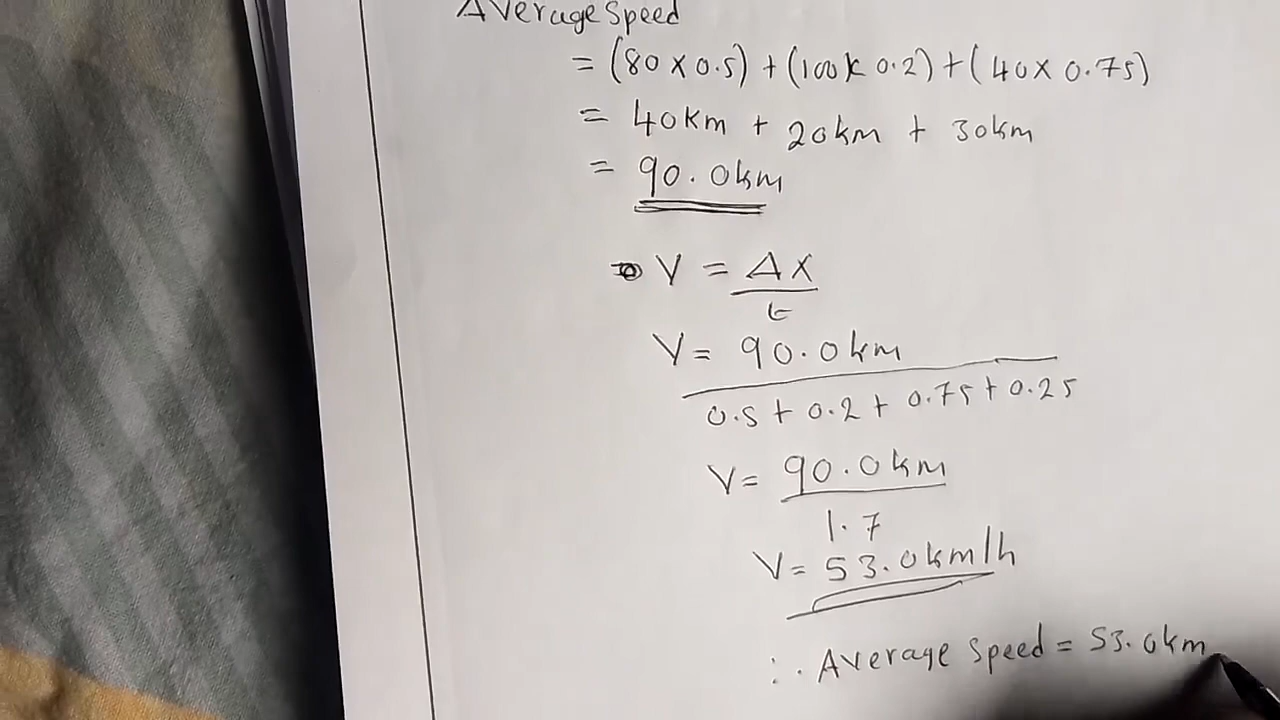 Average Speed
= (80 × 0.5) + (100 × 0.2) + (40 × 0.75)
= 40km + 20km + 30km
= 90.0km
V = Δx
t
V = 90.0km
0.5 + 0.2 + 0.75 + 0.25
V = 90.0km
1.7
V = 53.0km/h
∴ Average Speed = 53.0km